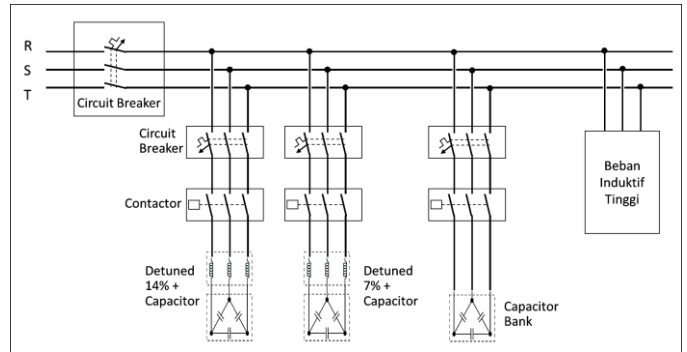 R
S
T
Circuit Breaker
Circuit
Breaker
Contactor
Detuned
14% +
Capacitor
Detuned
7% +
Capacitor
Capacitor
Bank
Beban
Induktif
Tinggi